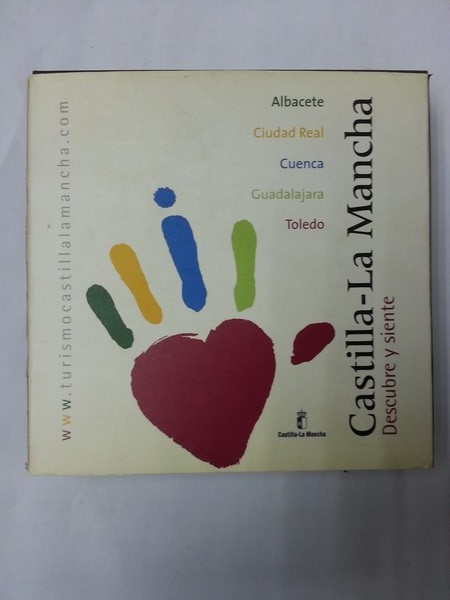 www.turismocastillalamancha.com
Albacete
Ciudad Real
Cuenca
Guadalajara
Toledo
Castilla-La Mancha
Descubre y siente
Castilla-La Mancha